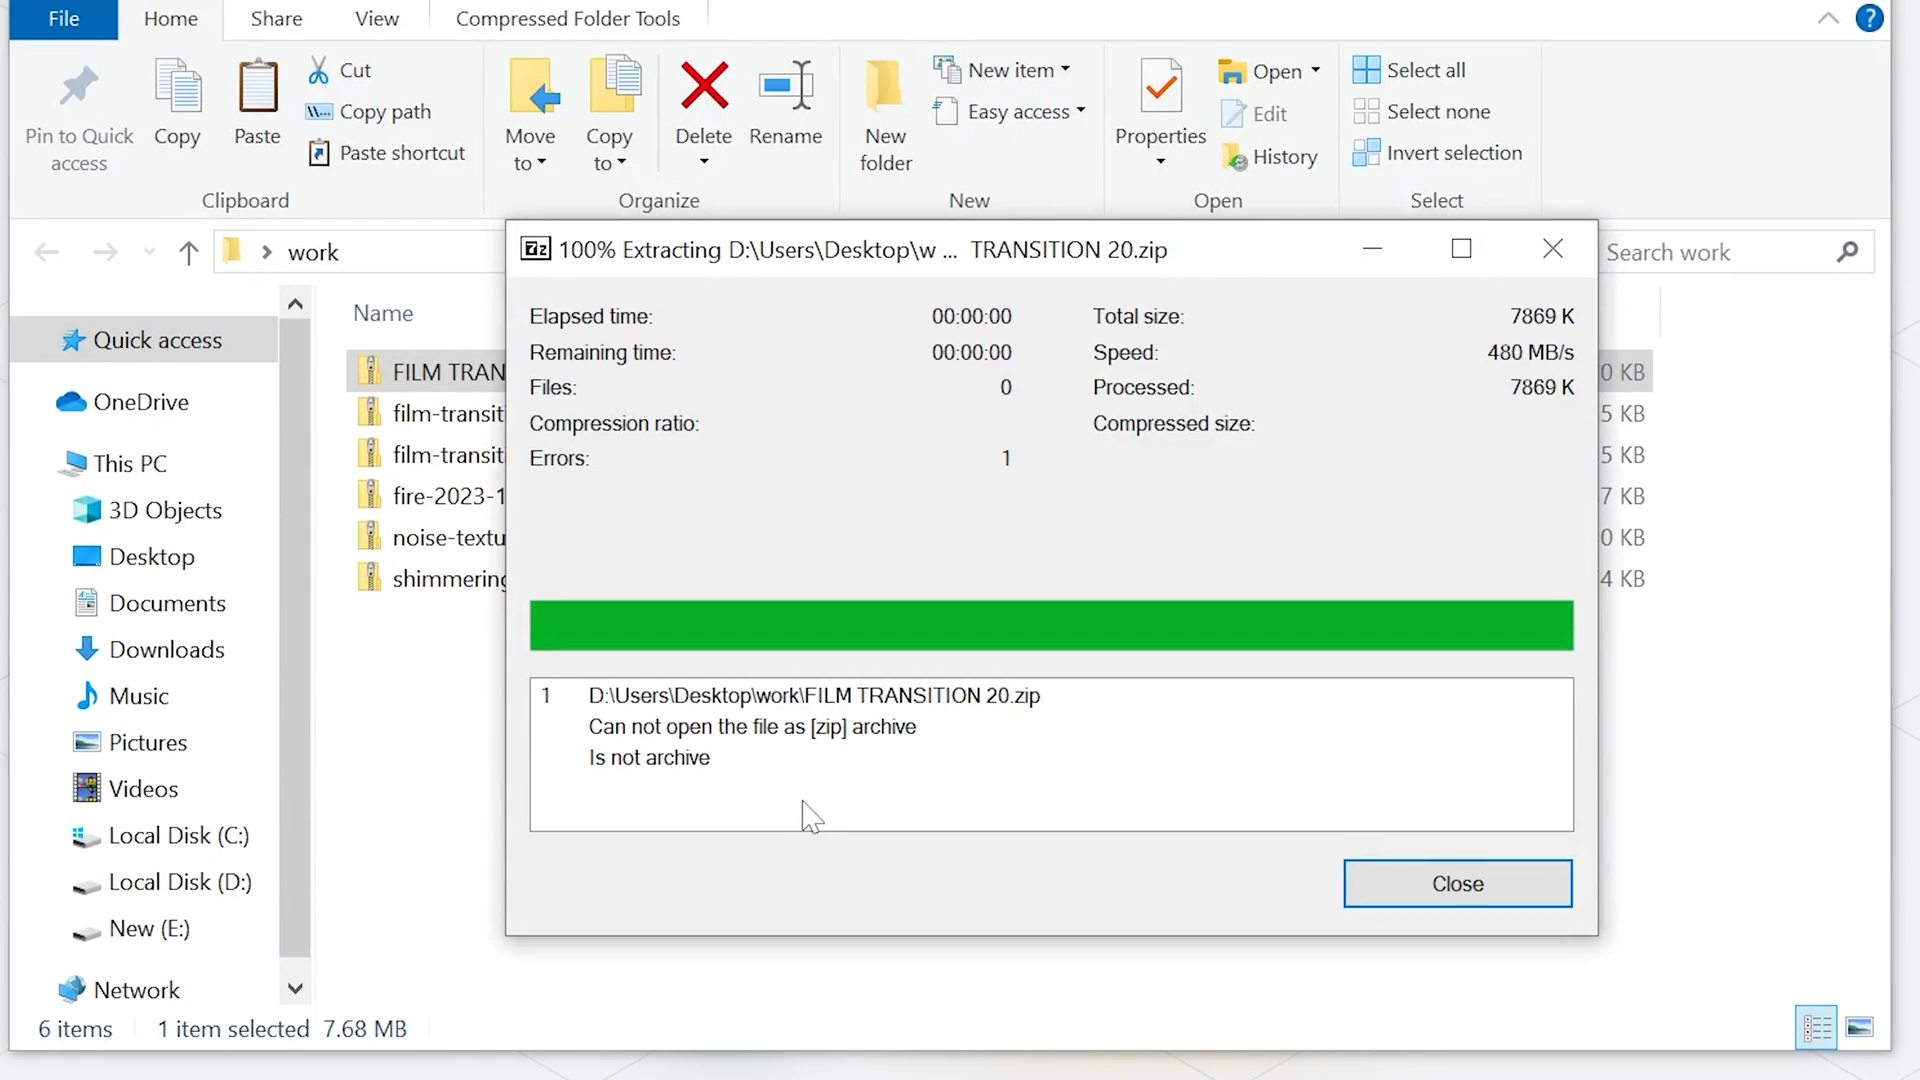 File Home Share View Compressed Folder Tools
Pin to Quick access
Copy
Paste
Cut
Copy path
Paste shortcut
Clipboard
Move to
Copy to
Delete
Rename
Organize
New folder
New item
Easy access
New
Properties
Open
Edit
History
Open
Select all
Select none
Invert selection
Select
work
Search work
Quick access
OneDrive
This PC
3D Objects
Desktop
Documents
Downloads
Music
Pictures
Videos
Local Disk (C:)
Local Disk (D:)
New (E:)
Network
Name
FILM TRAN
film-transiti
film-transiti
fire-2023-1
noise-textu
shimmering
0 KB
5 KB
5 KB
7 KB
0 KB
4 KB
7z 100% Extracting D:\Users\Desktop\w ... TRANSITION 20.zip
Elapsed time: 00:00:00 Total size: 7869 K
Remaining time: 00:00:00 Speed: 480 MB/s
Files: 0 Processed: 7869 K
Compression ratio: Compressed size:
Errors: 1
1 D:\Users\Desktop\work\FILM TRANSITION 20.zip
Can not open the file as [zip] archive
Is not archive
Close
6 items 1 item selected 7.68 MB